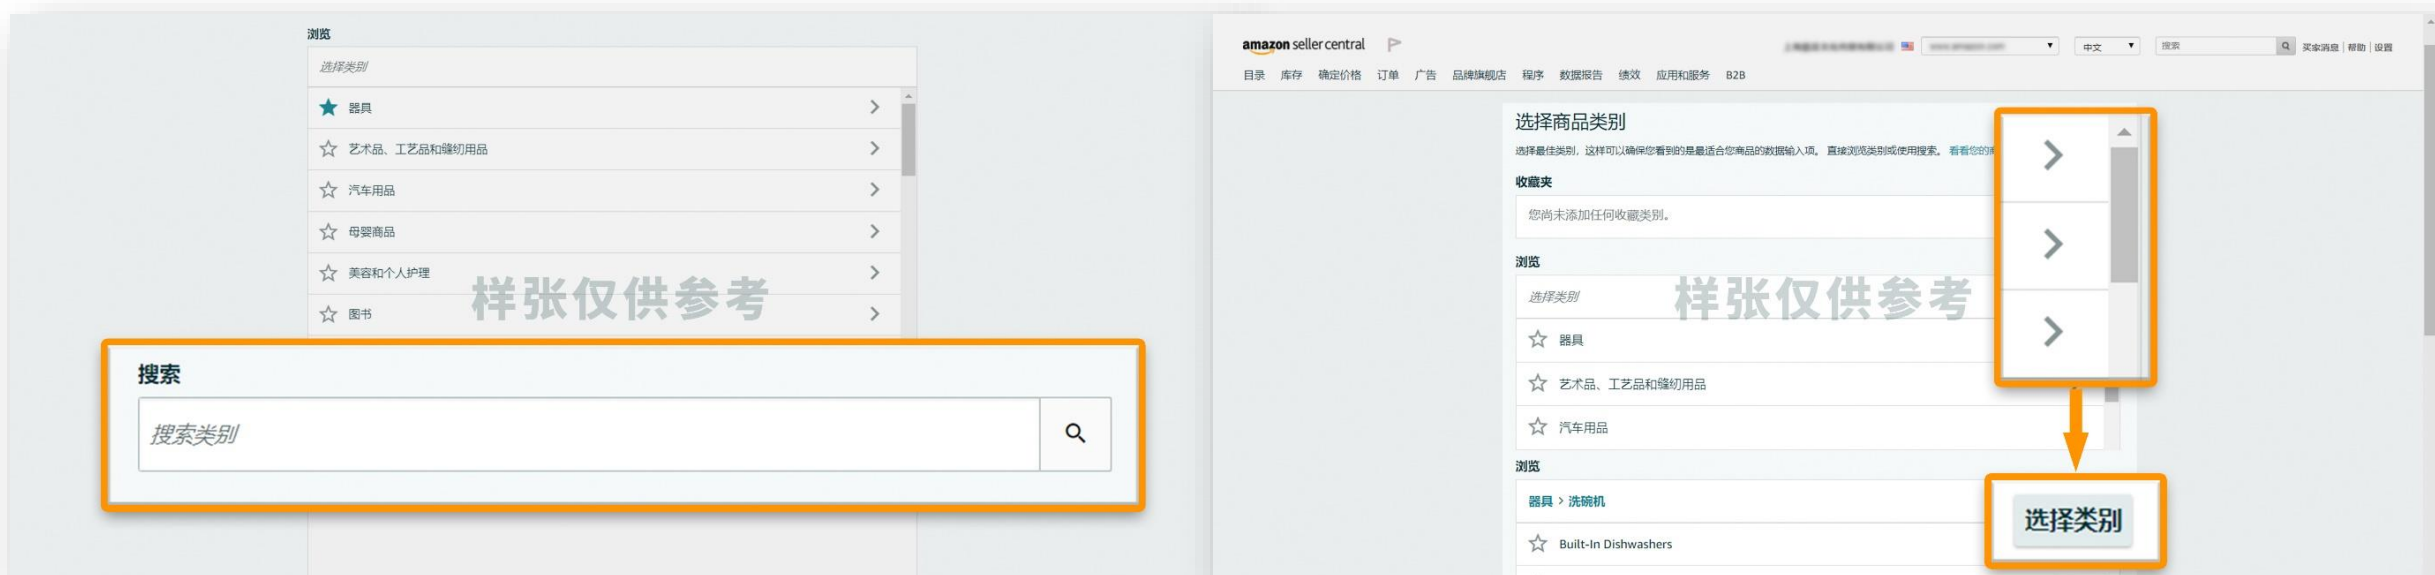 浏览
选择类别
器具
艺术品、工艺品和缝纫用品
汽车用品
母婴商品
美容和个人护理
图书
样张仅供参考
搜索
搜索类别
amazon seller central
中文
搜索
买家消息 | 帮助 | 设置
目录 库存 确定价格 订单 广告 品牌旗舰店 程序 数据报告 绩效 应用和服务 B2B
选择商品类别
选择最佳类别，这样可以确保您看到的是最适合您商品的数据输入项。 直接浏览类别或使用搜索。 看看您的
收藏夹
您尚未添加任何收藏类别。
浏览
选择类别
样张仅供参考
器具
艺术品、工艺品和缝纫用品
汽车用品
浏览
器具 > 洗碗机
选择类别
Built-In Dishwashers